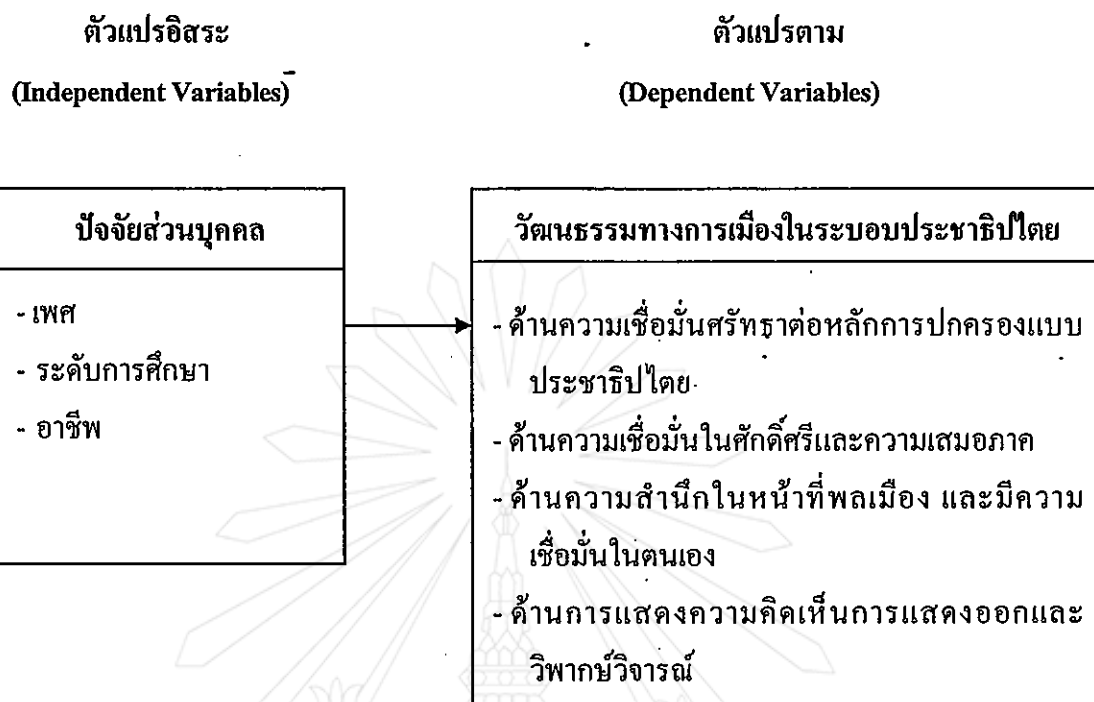 ตัวแปรอิสระ
(Independent Variables)
ตัวแปรตาม
(Dependent Variables)
ปัจจัยส่วนบุคคล
- เพศ
- ระดับการศึกษา
- อาชีพ
วัฒนธรรมทางการเมืองในระบอบประชาธิปไตย
- ด้านความเชื่อมั่นศรัทธาต่อหลักการปกครองแบบ
ประชาธิปไตย
- ด้านความเชื่อมั่นในศักดิ์ศรีและความเสมอภาค
- ด้านความสำนึกในหน้าที่พลเมือง และมีความ
เชื่อมั่นในตนเอง
- ด้านการแสดงความคิดเห็นการแสดงออกและ
วิพากษ์วิจารณ์